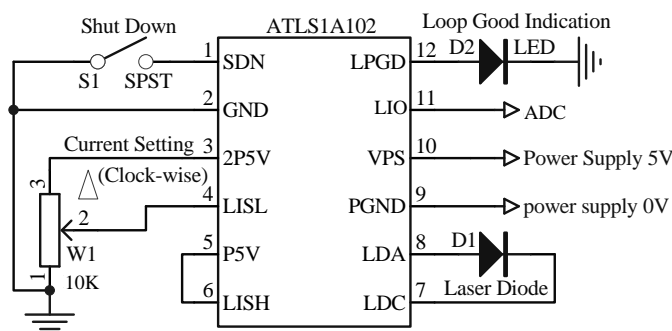 ATLS1A102
Shut Down
Loop Good Indication
S1 SPST 1 SDN
LPGD 12 D2 LED
2 GND
LIO 11 ADC
Current Setting 3 2P5V
VPS 10 Power Supply 5V
3 (Clock-wise)
2 4 LISL
PGND 9 power supply 0V
W1 5 P5V
LDA 8 D1
1 10K
Laser Diode
6 LISH
LDC 7